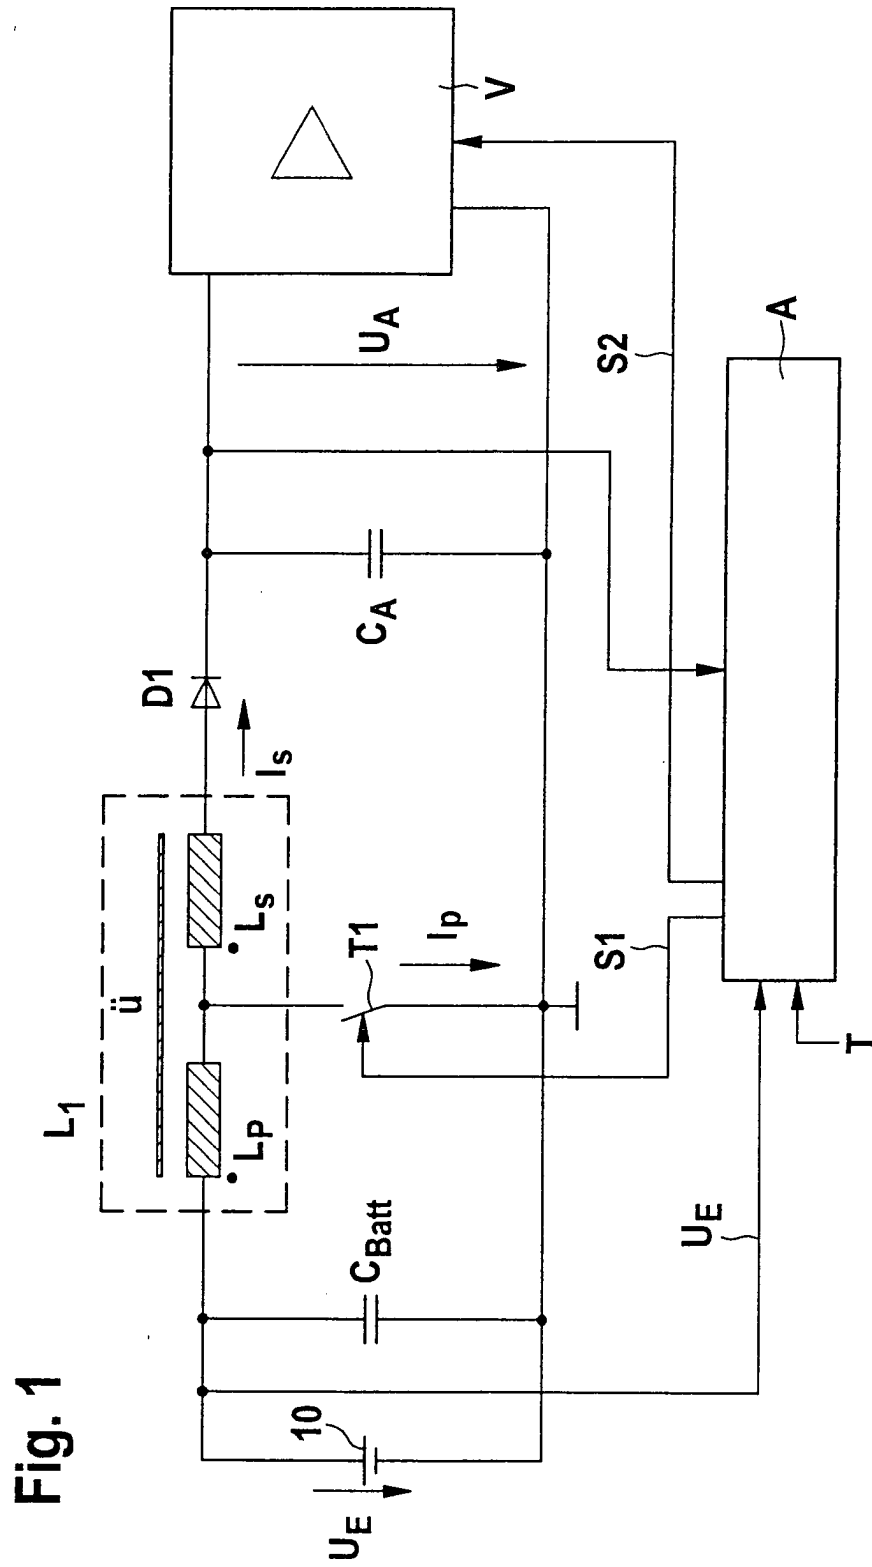 Fig. 1
U_E
10
C_Batt
L_1
ü
L_P
L_S
I_S
D1
C_A
U_A
V
T1
I_p
S1
S2
A
U_E
T